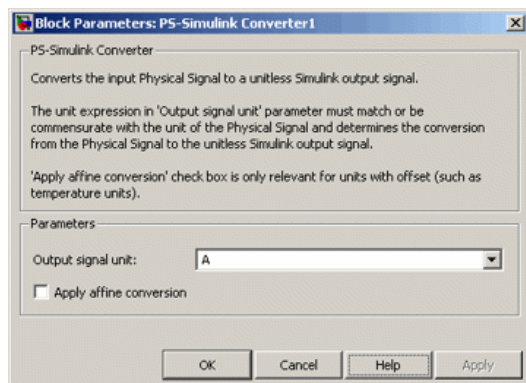 Block Parameters: PS-Simulink Converter1
PS-Simulink Converter
Converts the input Physical Signal to a unitless Simulink output signal.
The unit expression in 'Output signal unit' parameter must match or be
commensurate with the unit of the Physical Signal and determines the conversion
from the Physical Signal to the unitless Simulink output signal.
'Apply affine conversion' check box is only relevant for units with offset (such as
temperature units).
Parameters
Output signal unit: A
Apply affine conversion
OK Cancel Help Apply